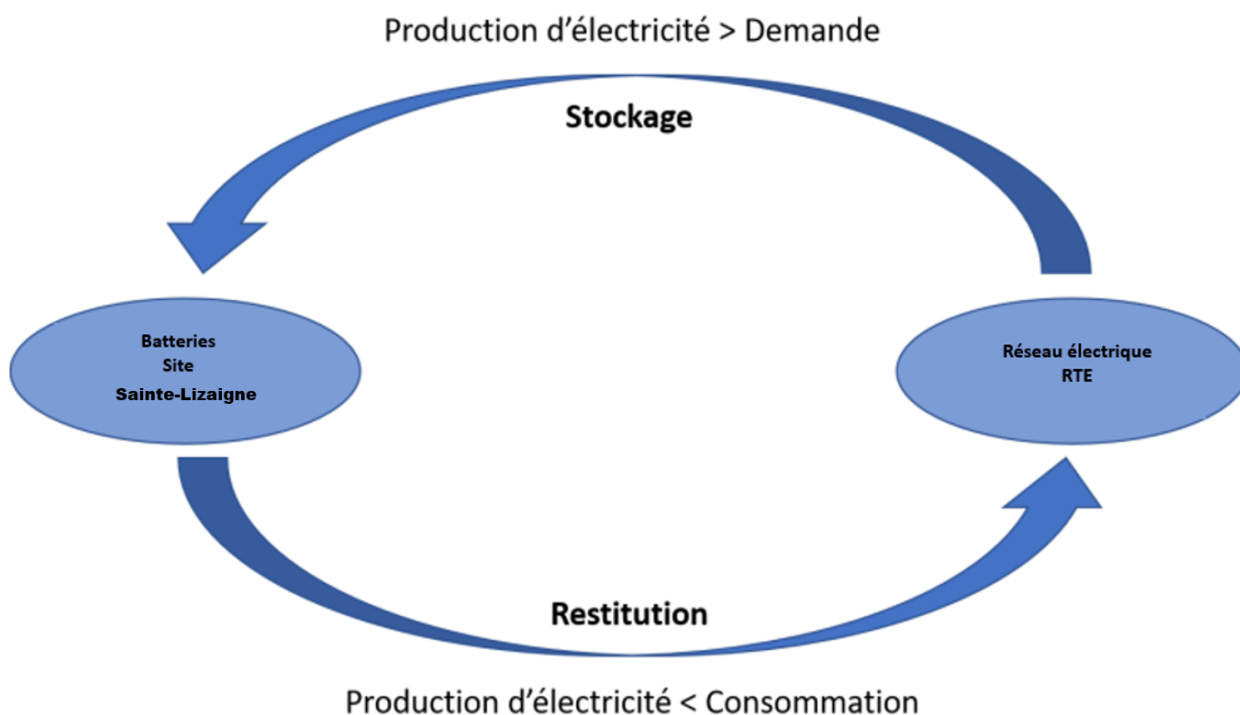 Production d’électricité > Demande
Stockage
Batteries
Site
Sainte-Lizaigne
Réseau électrique
RTE
Restitution
Production d’électricité < Consommation